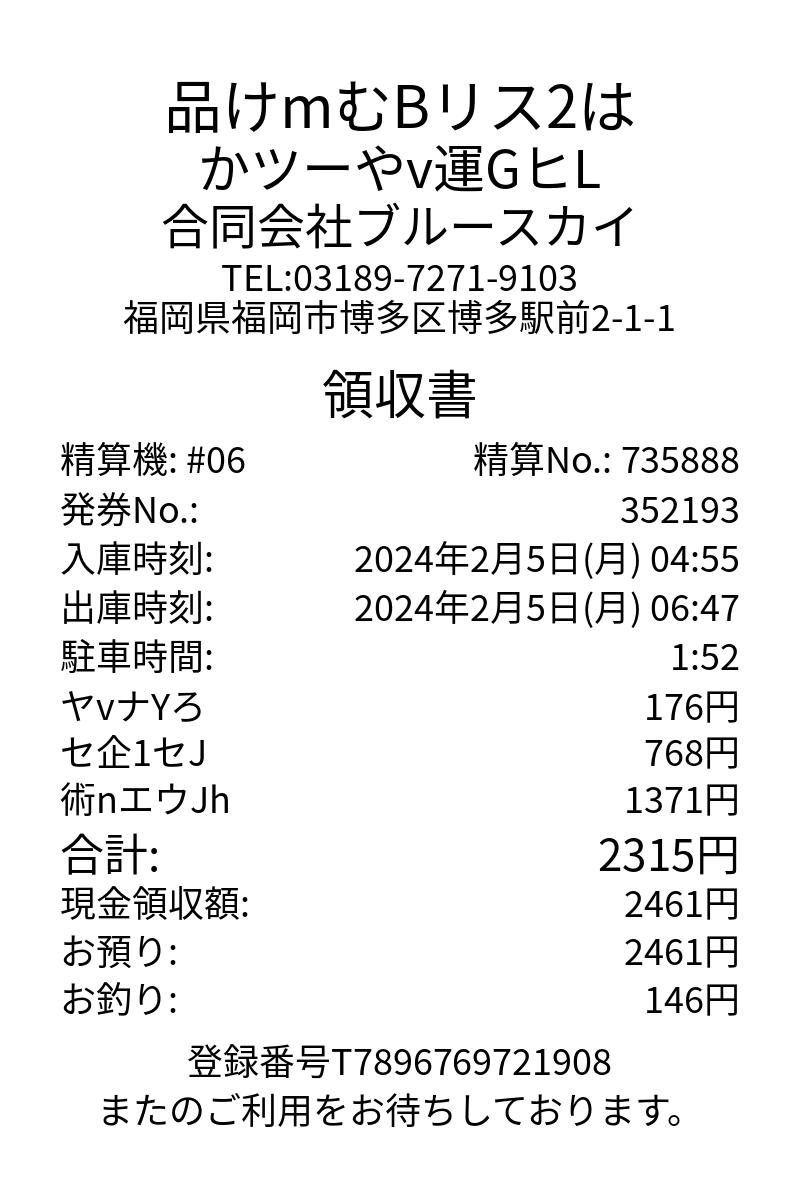 品けmむBリス2は
かツーやv運GヒL
合同会社ブルースカイ
TEL:03189-7271-9103
福岡県福岡市博多区博多駅前2-1-1
領収書
精算機: #06 精算No.: 735888
発券No.: 352193
入庫時刻: 2024年2月5日(月) 04:55
出庫時刻: 2024年2月5日(月) 06:47
駐車時間: 1:52
ヤvナYろ 176円
セ企1セJ 768円
術nエウJh 1371円
合計: 2315円
現金領収額: 2461円
お預り: 2461円
お釣り: 146円
登録番号T7896769721908
またのご利用をお待ちしております。